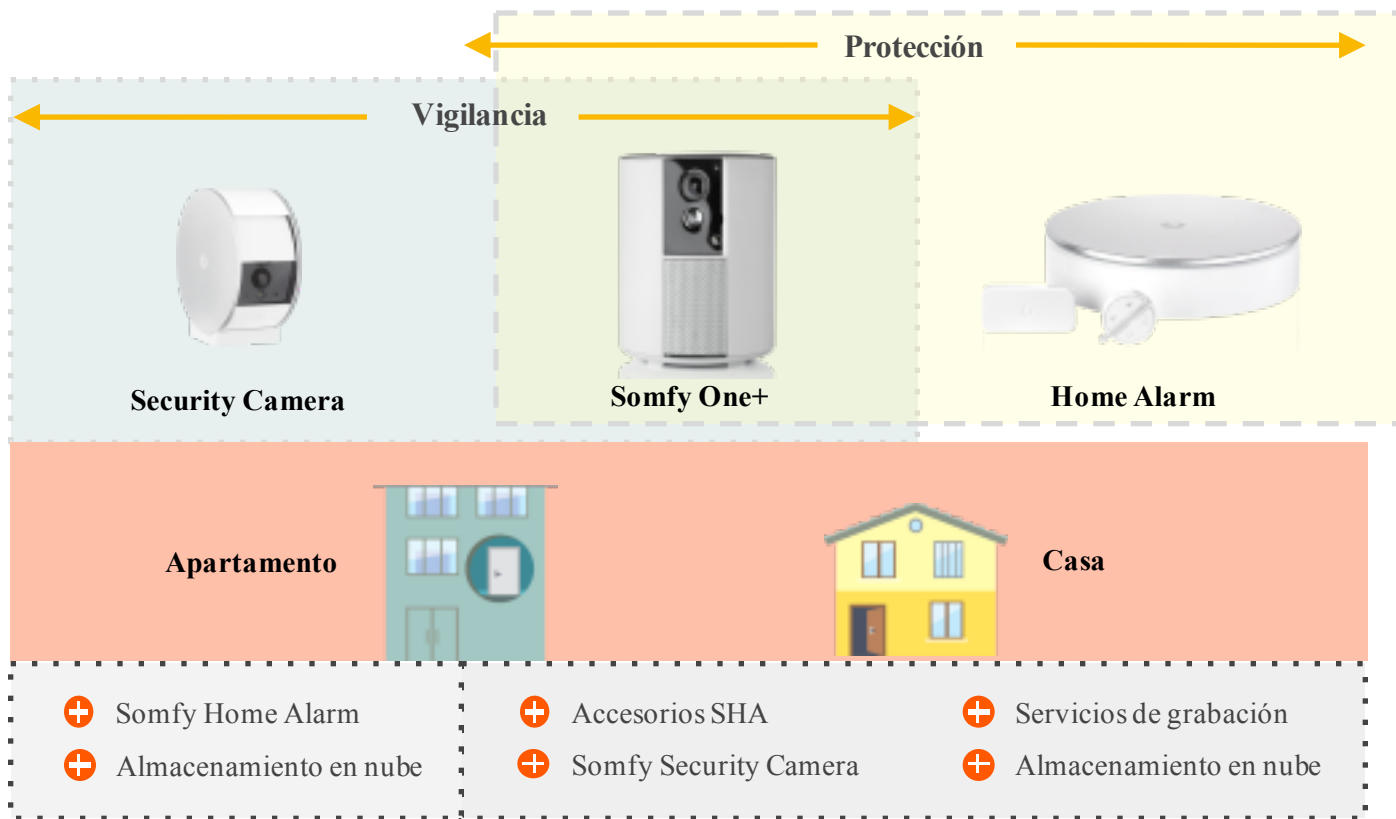 Protección
Vigilancia
Security Camera
Somfy One+
Home Alarm
Apartamento
Casa
Somfy Home Alarm
Almacenamiento en nube
Accesorios SHA
Somfy Security Camera
Servicios de grabación
Almacenamiento en nube